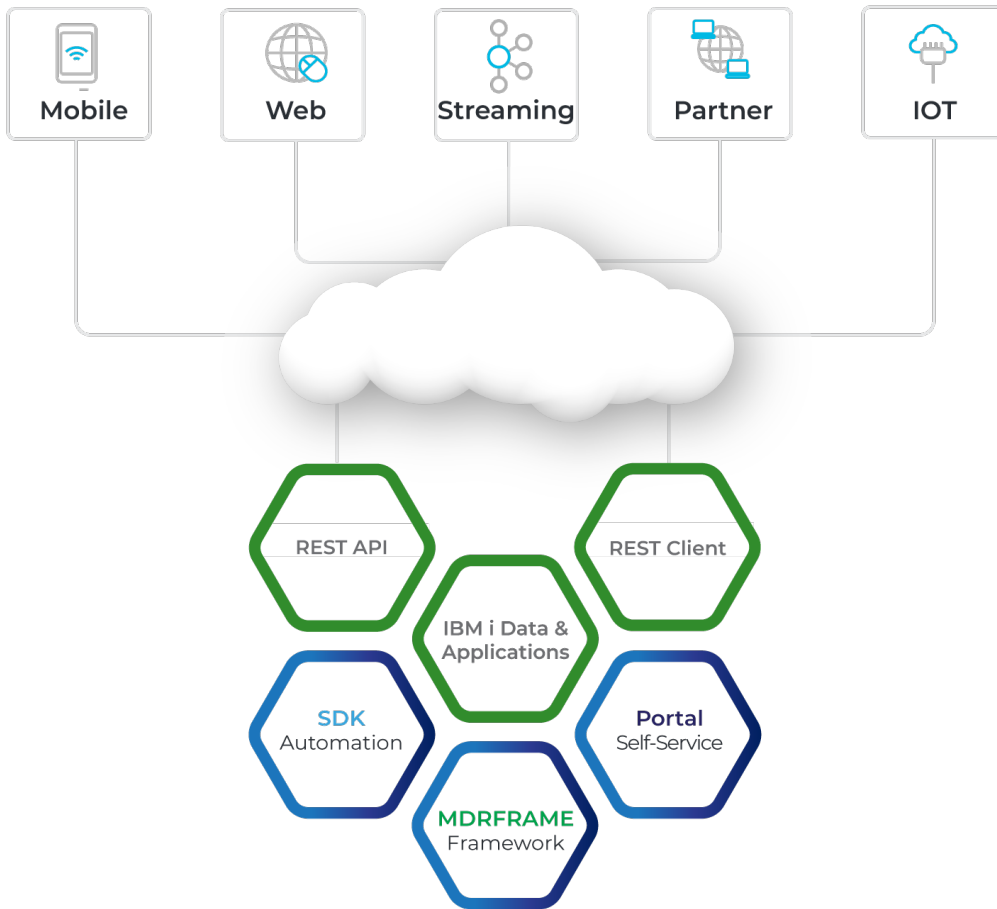 Mobile
Web
Streaming
Partner
IOT
REST API
REST Client
IBM i Data &
Applications
SDK
Automation
Portal
Self-Service
MDRFRAME
Framework